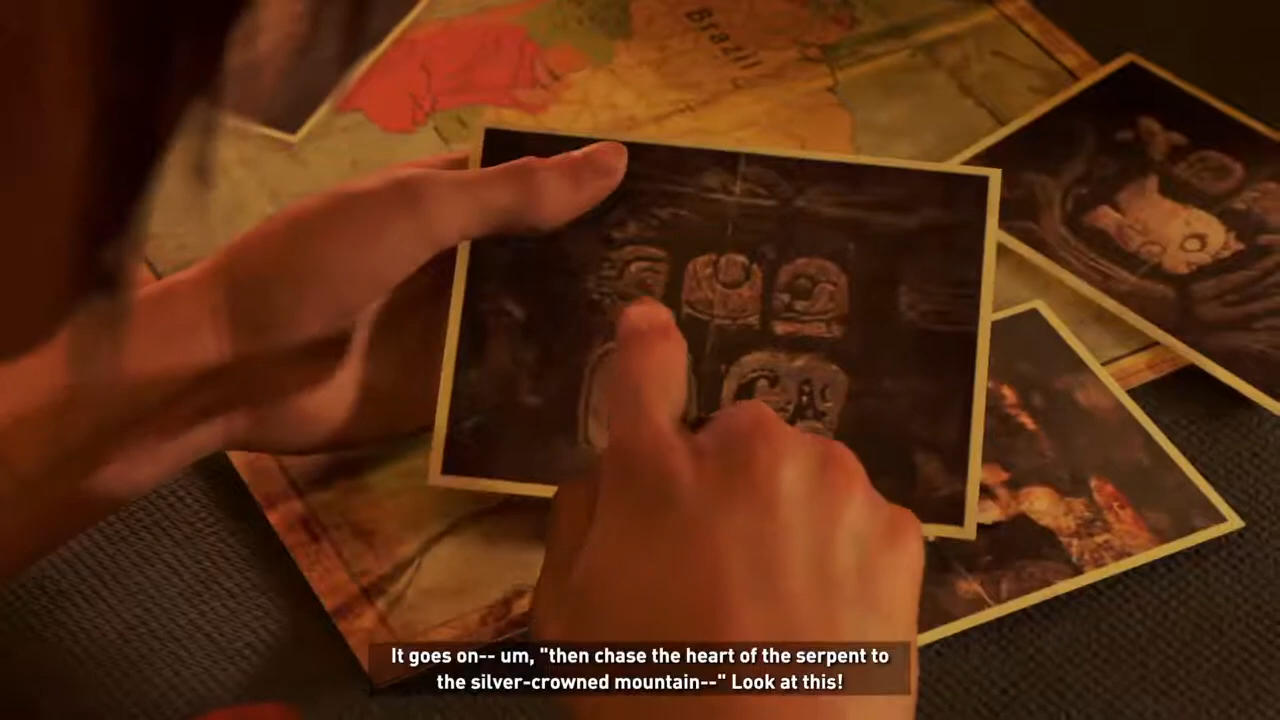 Brazil
It goes on-- um, "then chase the heart of the serpent to
the silver-crowned mountain--" Look at this!